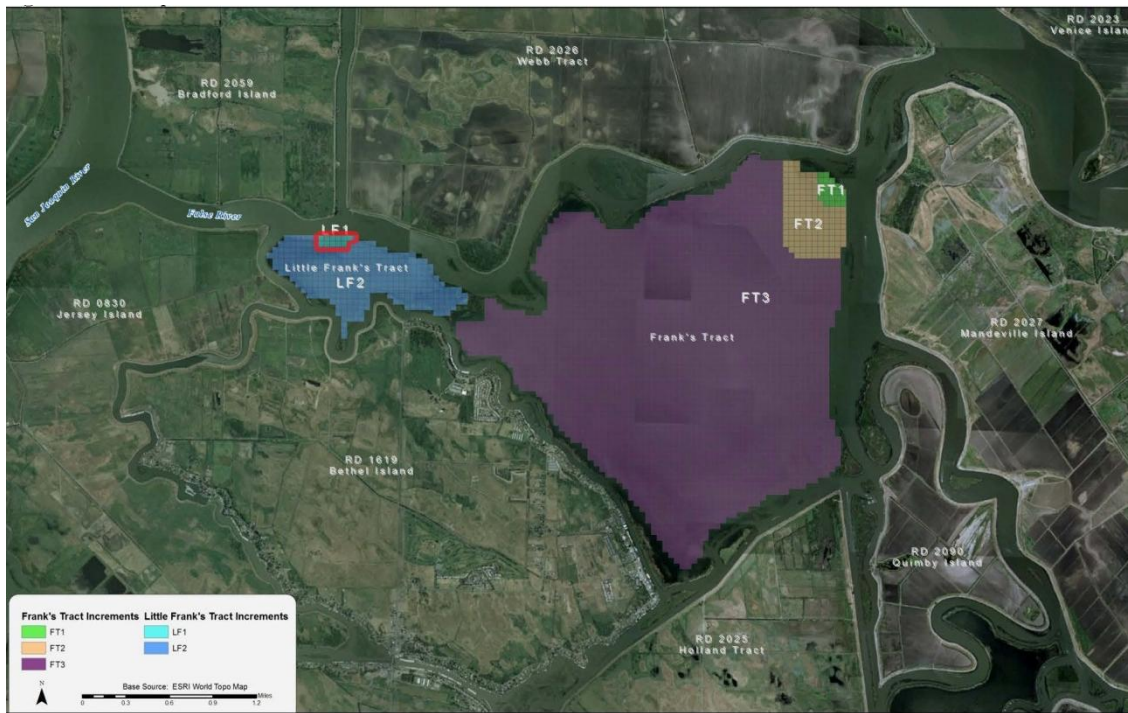 RD 2023
Venice Island
RD 2026
Webb Tract
RD 2059
Bradford Island
San Joaquin River
False River
FT1
FT2
LF1
Little Frank's Tract
LF2
FT3
RD 0830
Jersey Island
RD 2027
Mandeville Island
Frank's Tract
RD 1619
Bethel Island
RD 2090
Quimby Island
RD 2025
Holland Tract
Frank's Tract Increments
FT1
FT2
FT3
Little Frank's Tract Increments
LF1
LF2
N
Base Source: ESRI World Topo Map
Miles
0 0.3 0.6 0.9 1.2